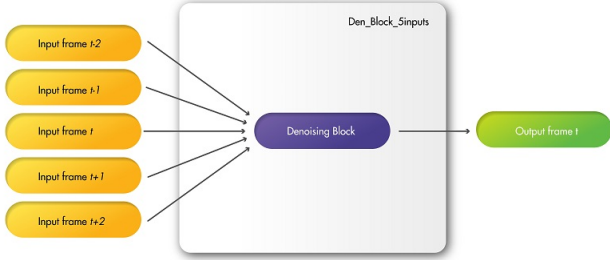 Den_Block_5inputs
Input frame t-2
Input frame t-1
Input frame t
Input frame t+1
Input frame t+2
Denoising Block
Output frame t